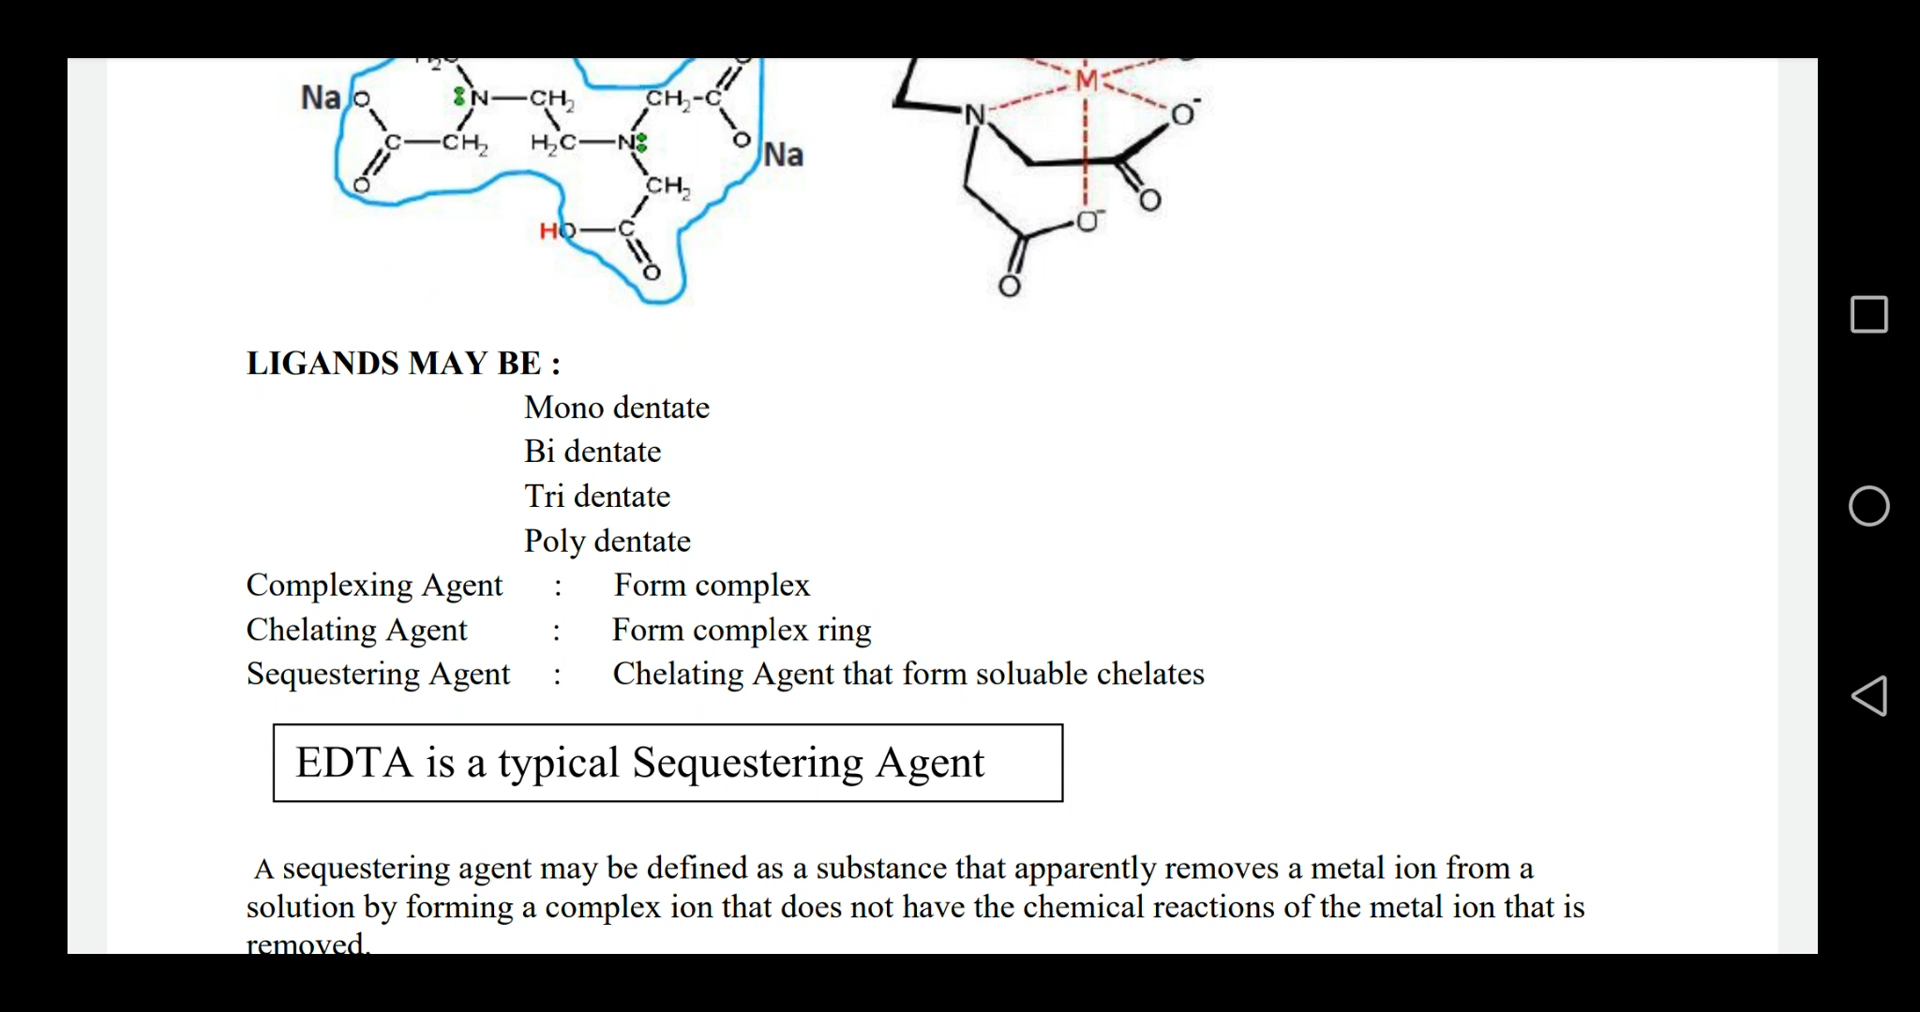 H₂C
Na O N CH₂ CH₂-C M
C CH₂ H₂C N O Na N O⁻
O CH₂ O
HO C O⁻
O O
LIGANDS MAY BE :
Mono dentate
Bi dentate
Tri dentate
Poly dentate
Complexing Agent : Form complex
Chelating Agent : Form complex ring
Sequestering Agent : Chelating Agent that form soluable chelates
EDTA is a typical Sequestering Agent
A sequestering agent may be defined as a substance that apparently removes a metal ion from a
solution by forming a complex ion that does not have the chemical reactions of the metal ion that is
removed.